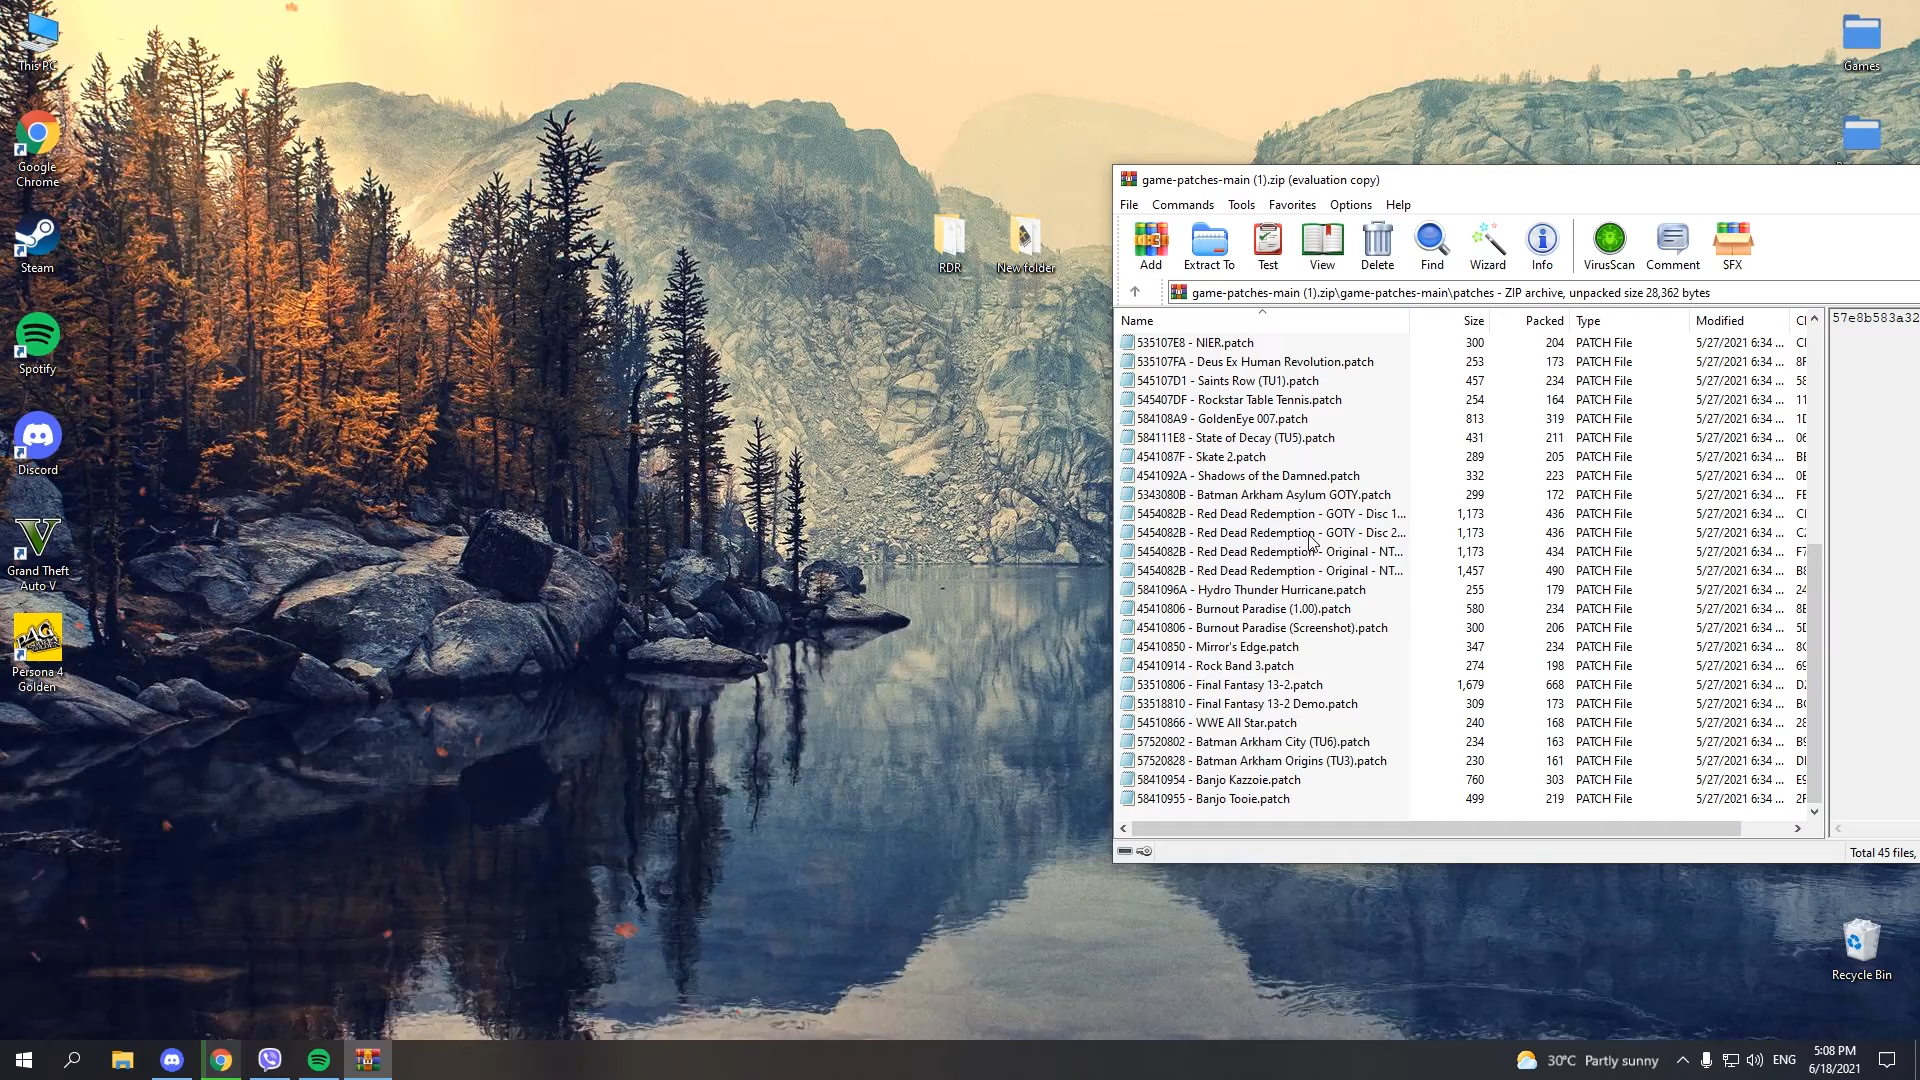 This PC
Google
Chrome
Steam
Spotify
Discord
Grand Theft
Auto V
Persona 4
Golden
RDR
New folder
Games
Recycle Bin
game-patches-main (1).zip (evaluation copy)
File Commands Tools Favorites Options Help
Add Extract To Test View Delete Find Wizard Info VirusScan Comment SFX
game-patches-main (1).zip\game-patches-main\patches - ZIP archive, unpacked size 28,362 bytes
Name Size Packed Type Modified
57e8b583a32
535107E8 - NIER.patch 300 204 PATCH File 5/27/2021 6:34 ...
535107FA - Deus Ex Human Revolution.patch 253 173 PATCH File 5/27/2021 6:34 ... 8F
545107D1 - Saints Row (TU1).patch 457 234 PATCH File 5/27/2021 6:34 ... 58
545407DF - Rockstar Table Tennis.patch 254 164 PATCH File 5/27/2021 6:34 ... 11
584108A9 - GoldenEye 007.patch 813 319 PATCH File 5/27/2021 6:34 ...
584111E8 - State of Decay (TU5).patch 431 211 PATCH File 5/27/2021 6:34 ... 06
4541087F - Skate 2.patch 289 205 PATCH File 5/27/2021 6:34 ...
4541092A - Shadows of the Damned.patch 332 223 PATCH File 5/27/2021 6:34 ...
5343080B - Batman Arkham Asylum GOTY.patch 299 172 PATCH File 5/27/2021 6:34 ...
5454082B - Red Dead Redemption - GOTY - Disc 1... 1,173 436 PATCH File 5/27/2021 6:34 ...
5454082B - Red Dead Redemption - GOTY - Disc 2... 1,173 436 PATCH File 5/27/2021 6:34 ...
5454082B - Red Dead Redemption - Original - NT... 1,173 434 PATCH File 5/27/2021 6:34 ... F7
5454082B - Red Dead Redemption - Original - NT... 1,457 490 PATCH File 5/27/2021 6:34 ...
5841096A - Hydro Thunder Hurricane.patch 255 179 PATCH File 5/27/2021 6:34 ... 24
45410806 - Burnout Paradise (1.00).patch 580 234 PATCH File 5/27/2021 6:34 ...
45410806 - Burnout Paradise (Screenshot).patch 300 206 PATCH File 5/27/2021 6:34 ...
45410850 - Mirror's Edge.patch 347 234 PATCH File 5/27/2021 6:34 ...
45410914 - Rock Band 3.patch 274 198 PATCH File 5/27/2021 6:34 ... 69
53510806 - Final Fantasy 13-2.patch 1,679 668 PATCH File 5/27/2021 6:34 ...
53518810 - Final Fantasy 13-2 Demo.patch 309 173 PATCH File 5/27/2021 6:34 ...
54510866 - WWE All Star.patch 240 168 PATCH File 5/27/2021 6:34 ...
57520802 - Batman Arkham City (TU6).patch 234 163 PATCH File 5/27/2021 6:34 ...
57520828 - Batman Arkham Origins (TU3).patch 230 161 PATCH File 5/27/2021 6:34 ...
58410954 - Banjo Kazzoie.patch 760 303 PATCH File 5/27/2021 6:34 ...
58410955 - Banjo Tooie.patch 499 219 PATCH File 5/27/2021 6:34 ...
Total 45 files,
30°C Partly sunny
ENG
5:08 PM
6/18/2021